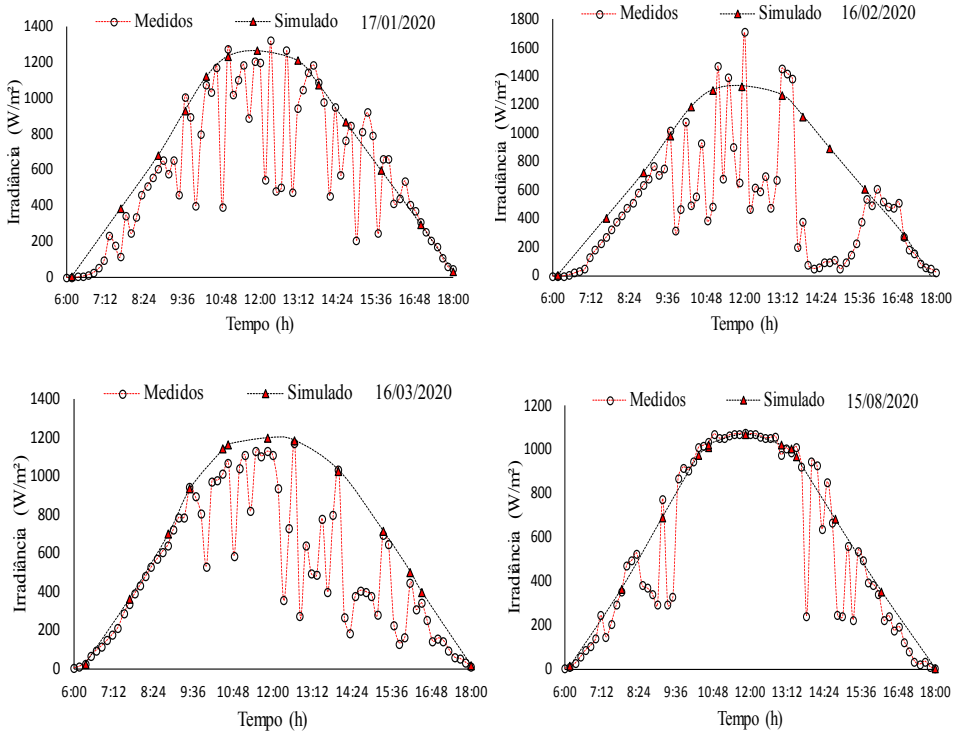 Medidos Simulado 17/01/2020
1400
1200
1000
800
600
400
200
0
Irradiância (W/m²)
6:00 7:12 8:24 9:36 10:48 12:00 13:12 14:24 15:36 16:48 18:00
Tempo (h)
Medidos Simulado 16/02/2020
1800
1600
1400
1200
1000
800
600
400
200
0
Irradiância (W/m²)
6:00 7:12 8:24 9:36 10:48 12:00 13:12 14:24 15:36 16:48 18:00
Tempo (h)
Medidos Simulado 16/03/2020
1400
1200
1000
800
600
400
200
0
Irradiância (W/m²)
6:00 7:12 8:24 9:36 10:48 12:00 13:12 14:24 15:36 16:48 18:00
Tempo (h)
Medidos Simulado 15/08/2020
1200
1000
800
600
400
200
0
Irradiância (W/m²)
6:00 7:12 8:24 9:36 10:48 12:00 13:12 14:24 15:36 16:48 18:00
Tempo (h)